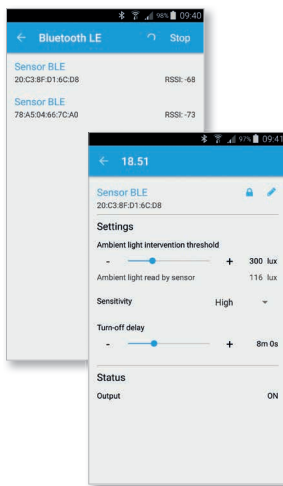 98% 09:40
Bluetooth LE Stop
Sensor BLE
20:C3:8F:D1:6C:D8 RSSI: -68
Sensor BLE
78:A5:04:66:7C:A0 RSSI: -73
97% 09:41
18.51
Sensor BLE
20:C3:8F:D1:6C:D8
Settings
Ambient light intervention threshold
- + 300 lux
Ambient light read by sensor 116 lux
Sensitivity High
Turn-off delay
- + 8m 0s
Status
Output ON